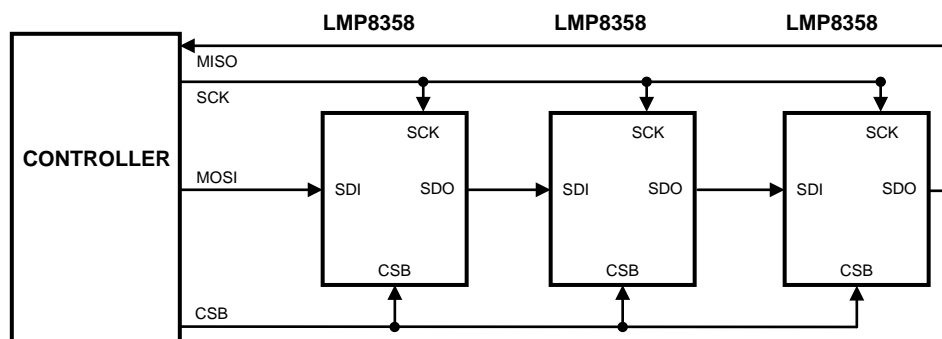 LMP8358 LMP8358 LMP8358
MISO
SCK
SCK SCK SCK
CONTROLLER
MOSI
SDI SDO SDI SDO SDI SDO
CSB CSB CSB
CSB